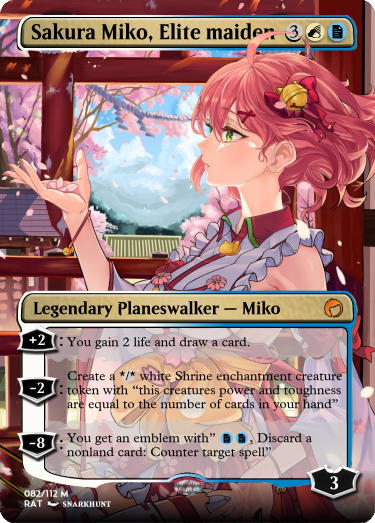 Sakura Miko, Elite maiden 3
Legendary Planeswalker — Miko
+2: You gain 2 life and draw a card.
Create a */* white Shrine enchantment creature
-2: token with “this creatures power and toughness
are equal to the number of cards in your hand”
-8: You get an emblem with” , Discard a
nonland card: Counter target spell”
3
082/112 M
RAT SNARKHUNT